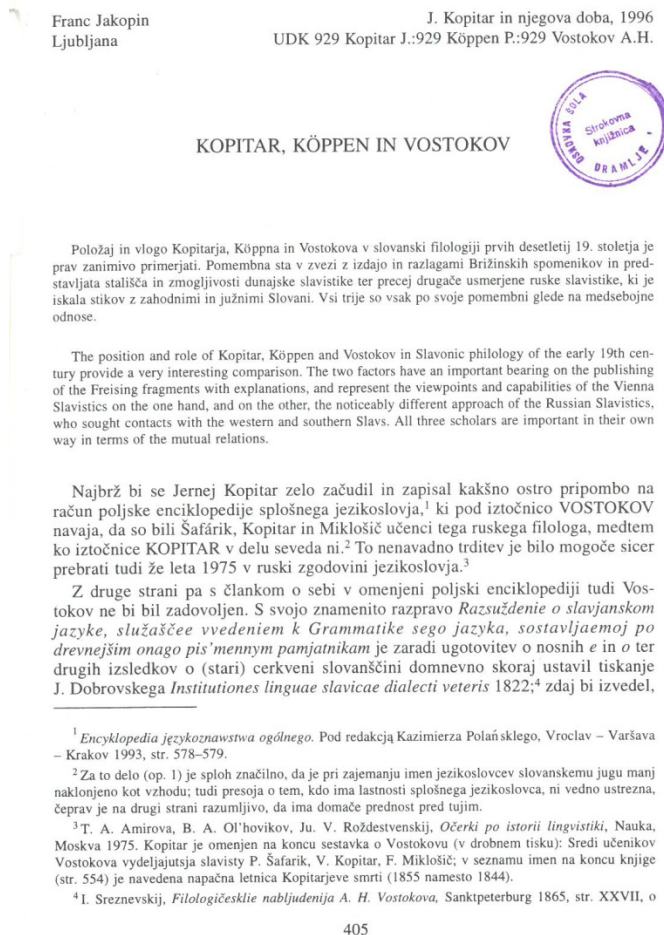 Franc Jakopin
Ljubljana
J. Kopitar in njegova doba, 1996
UDK 929 Kopitar J.:929 Köppen P.:929 Vostokov A.H.
OSNOVNA ŠOLA
Strokovna
knjižnica
DRAMLJE
KOPITAR, KÖPPEN IN VOSTOKOV
Položaj in vlogo Kopitarja, Köppna in Vostokova v slovanski filologiji prvih desetletij 19. stoletja je
prav zanimivo primerjati. Pomembna sta v zvezi z izdajo in razlagami Brižinskih spomenikov in pred-
stavljata stališča in zmogljivosti dunajske slavistike ter precej drugače usmerjene ruske slavistike, ki je
iskala stikov z zahodnimi in južnimi Slovani. Vsi trije so vsak po svoje pomembni glede na medsebojne
odnose.
The position and role of Kopitar, Köppen and Vostokov in Slavonic philology of the early 19th cen-
tury provide a very interesting comparison. The two factors have an important bearing on the publishing
of the Freising fragments with explanations, and represent the viewpoints and capabilities of the Vienna
Slavistics on the one hand, and on the other, the noticeably different approach of the Russian Slavistics,
who sought contacts with the western and southern Slavs. All three scholars are important in their own
way in terms of the mutual relations.
Najbrž bi se Jernej Kopitar zelo začudil in zapisal kakšno ostro pripombo na
račun poljske enciklopedije splošnega jezikoslovja,¹ ki pod iztočnico VOSTOKOV
navaja, da so bili Šafárik, Kopitar in Miklošič učenci tega ruskega filologa, medtem
ko iztočnice KOPITAR v delu seveda ni.² To nenavadno trditev je bilo mogoče sicer
prebrati tudi že leta 1975 v ruski zgodovini jezikoslovja.³
Z druge strani pa s člankom o sebi v omenjeni poljski enciklopediji tudi Vos-
tokov ne bi bil zadovoljen. S svojo znamenito razpravo Razsuždenie o slavjanskom
jazyke, služaščee vvedeniem k Grammatike sego jazyka, sostavljaemoj po
drevnejšim onago pis'mennym pamjatnikam je zaradi ugotovitev o nosnih e in o ter
drugih izsledkov o (stari) cerkveni slovanščini domnevno skoraj ustavil tiskanje
J. Dobrovskega Institutiones linguae slavicae dialecti veteris 1822;⁴ zdaj bi izvedel,
¹ Encyklopedia językoznawstwa ogólnego. Pod redakcją Kazimierza Polańsklego, Vroclav – Varšava
– Krakov 1993, str. 578–579.
² Za to delo (op. 1) je sploh značilno, da je pri zajemanju imen jezikoslovcev slovanskemu jugu manj
naklonjeno kot vzhodu; tudi presoja o tem, kdo ima lastnosti splošnega jezikoslovca, ni vedno ustrezna,
čeprav je na drugi strani razumljivo, da ima domače prednost pred tujim.
³ T. A. Amirova, B. A. Ol'hovikov, Ju. V. Roždestvenskij, Očerki po istorii lingvistiki, Nauka,
Moskva 1975. Kopitar je omenjen na koncu sestavka o Vostokovu (v drobnem tisku): Sredi učenikov
Vostokova vydeljajutsja slavisty P. Šafarik, V. Kopitar, F. Miklošič; v seznamu imen na koncu knjige
(str. 554) je navedena napačna letnica Kopitarjeve smrti (1855 namesto 1844).
⁴ I. Sreznevskij, Filologičesklie nabljudenija A. H. Vostokova, Sanktpeterburg 1865, str. XXVII, o
405